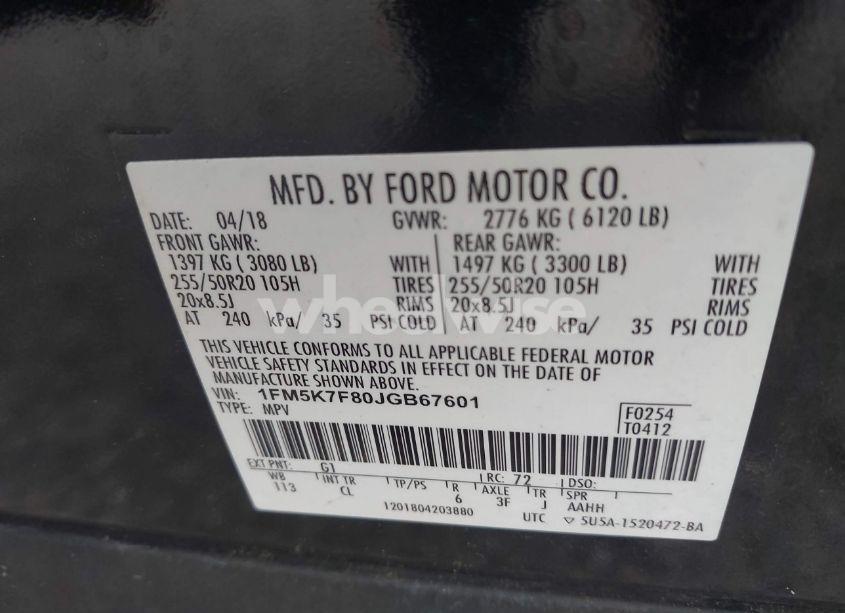 MFD. BY FORD MOTOR CO.
DATE: 04/18 GVWR: 2776 KG ( 6120 LB)
FRONT GAWR: REAR GAWR:
1397 KG ( 3080 LB) WITH 1497 KG ( 3300 LB) WITH
255/50R20 105H TIRES 255/50R20 105H TIRES
20x8.5J RIMS 20x8.5J RIMS
AT 240 kPa/ 35 PSI COLD AT 240 kPa/ 35 PSI COLD
wheelwise
THIS VEHICLE CONFORMS TO ALL APPLICABLE FEDERAL MOTOR
VEHICLE SAFETY STANDARDS IN EFFECT ON THE DATE OF
MANUFACTURE SHOWN ABOVE.
VIN: 1FM5K7F80JGB67601
TYPE: MPV
F0254
T0412
EXT PNT: G1 RC: 72 DSO:
WB INT TR TP/PS R AXLE TR SPR
113 CL 6 3F J AAHH
1201804203880 UTC ▽ 5U5A-1520472-BA